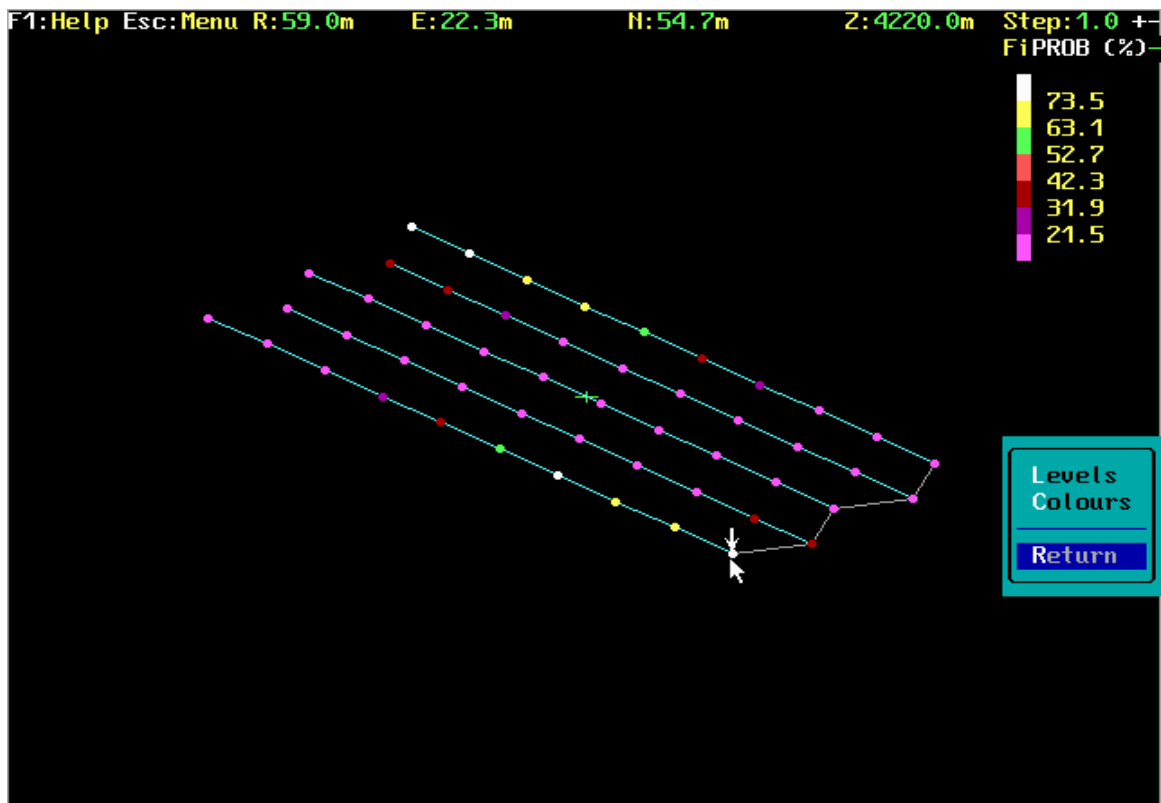 F1:Help Esc:Menu R:59.0m E:22.3m N:54.7m Z:4220.0m Step:1.0 +-
FiPROB (%)-
73.5
63.1
52.7
42.3
31.9
21.5
Levels
Colours
Return